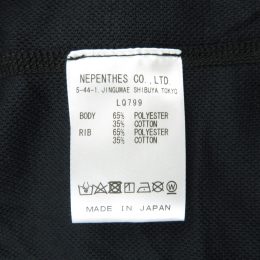 NEPENTHES CO., LTD.
5-44-1, JINGUMAE SHIBUYA, TOKYO
LQ799
BODY 65% POLYESTER
35% COTTON
RIB 65% POLYESTER
35% COTTON
MADE IN JAPAN